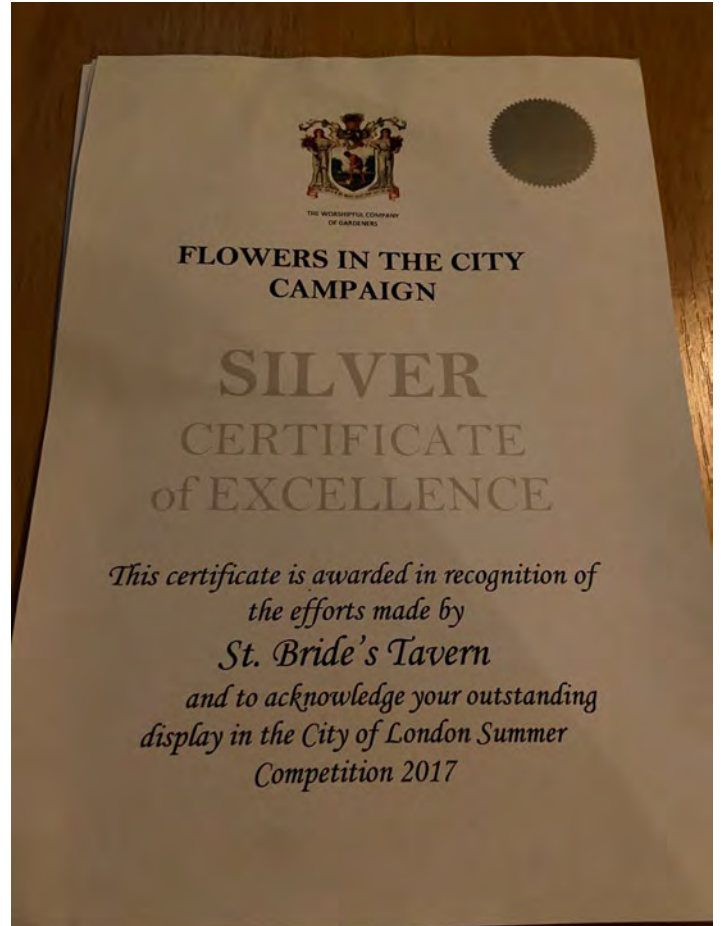 THE WORSHIPFUL COMPANY
OF GARDENERS
FLOWERS IN THE CITY
CAMPAIGN
SILVER
CERTIFICATE
of EXCELLENCE
This certificate is awarded in recognition of
the efforts made by
St. Bride's Tavern
and to acknowledge your outstanding
display in the City of London Summer
Competition 2017